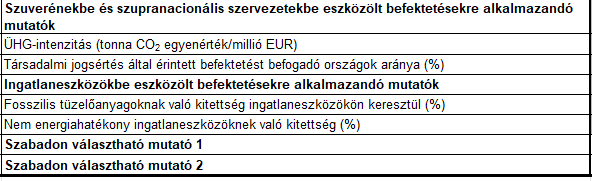 Szuverénekbe és szupranacionális szervezetekbe eszközölt befektetésekre alkalmazandó
mutatók
ÜHG-intenzitás (tonna CO₂ egyenérték/millió EUR)
Társadalmi jogsértés által érintett befektetést befogadó országok aránya (%)
Ingatlaneszközökbe eszközölt befektetésekre alkalmazandó mutatók
Fosszilis tüzelőanyagoknak való kitettség ingatlaneszközökön keresztül (%)
Nem energiahatékony ingatlaneszközöknek való kitettség (%)
Szabadon választható mutató 1
Szabadon választható mutató 2